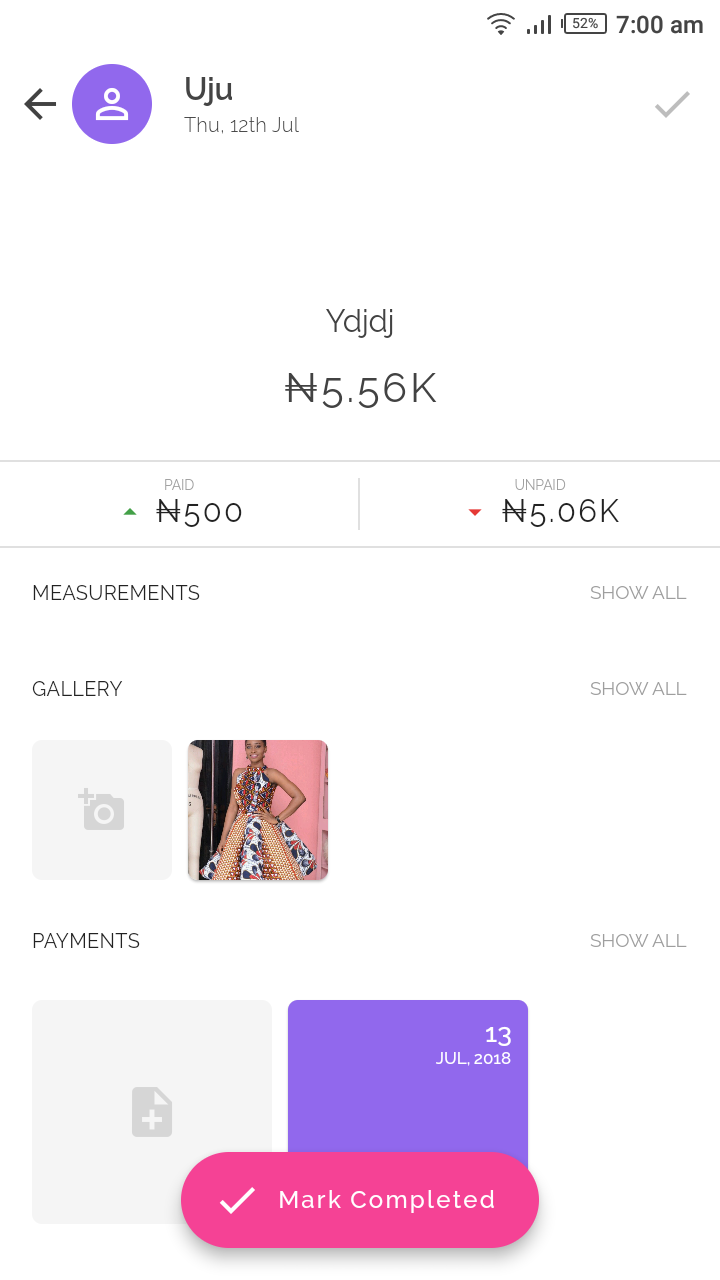 52% 7:00 am
Uju
Thu, 12th Jul
Ydjdj
₦5.56K
PAID
₦500
UNPAID
₦5.06K
MEASUREMENTS SHOW ALL
GALLERY SHOW ALL
PAYMENTS SHOW ALL
13
JUL, 2018
Mark Completed